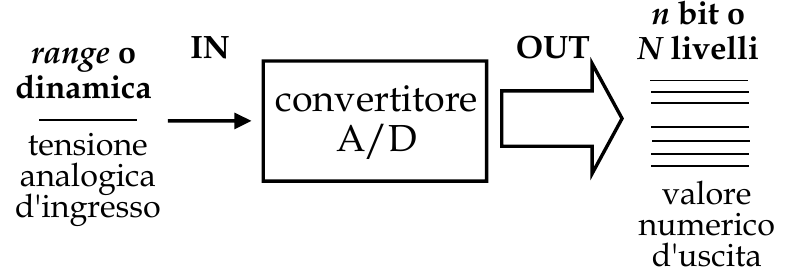 range o
dinamica
tensione
analogica
d'ingresso
IN
convertitore
A/D
OUT
n bit o
N livelli
valore
numerico
d'uscita